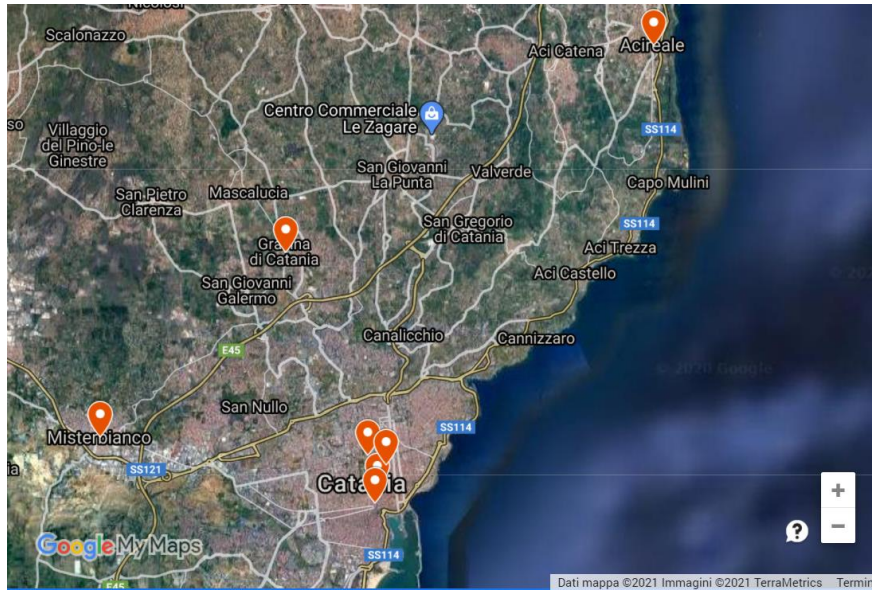 Scalonazzo
Aci Catena
Acireale
Centro Commerciale
Le Zagare
Villaggio
del Pino-le
Ginestre
SS114
San Giovanni
La Punta
Valverde
San Pietro
Clarenza
Mascalucia
Capo Mulini
San Gregorio
di Catania
SS114
di Catania
Aci Trezza
Aci Castello
San Giovanni
Galermo
Canalicchio
Cannizzaro
E45
© 2020 Google
San Nullo
Misterbianco
SS114
SS121
Catania
Google My Maps
SS114
E45
+
−
?
Dati mappa ©2021 Immagini ©2021 TerraMetrics